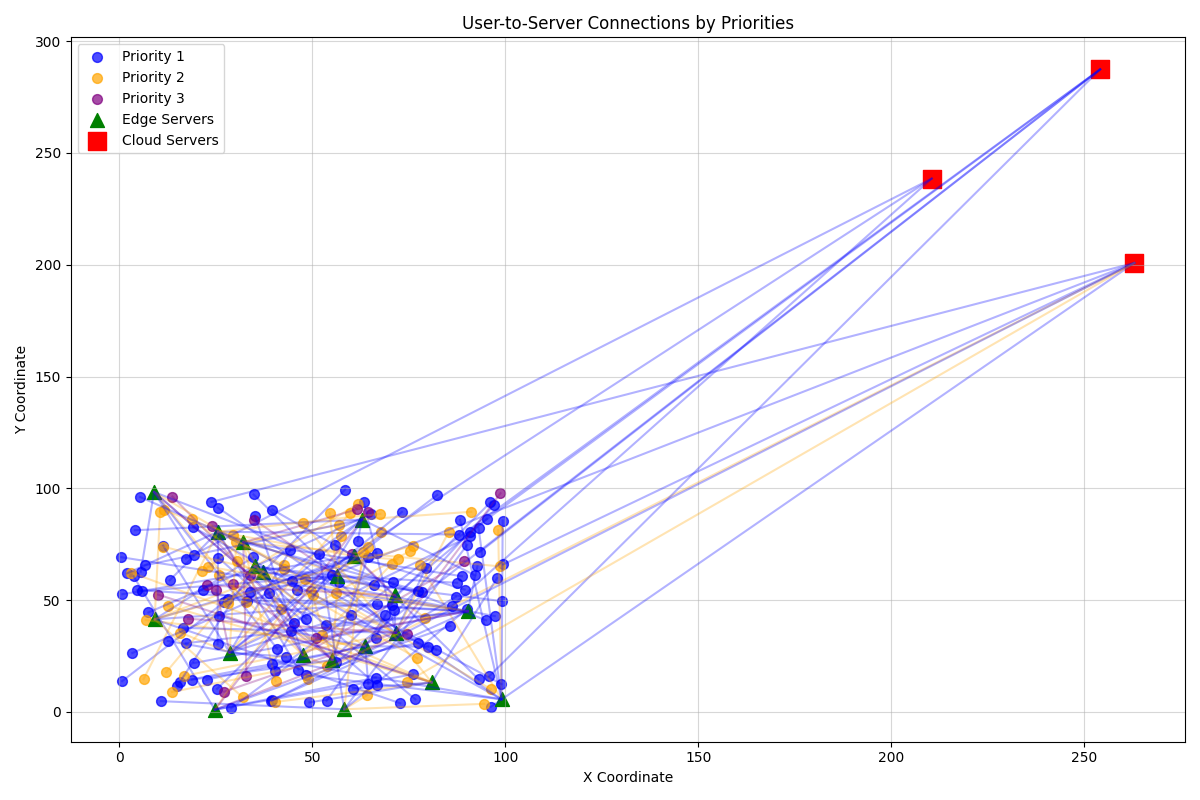 User-to-Server Connections by Priorities
Priority 1
Priority 2
Priority 3
Edge Servers
Cloud Servers
300
250
200
150
100
50
0
Y Coordinate
0 50 100 150 200 250
X Coordinate